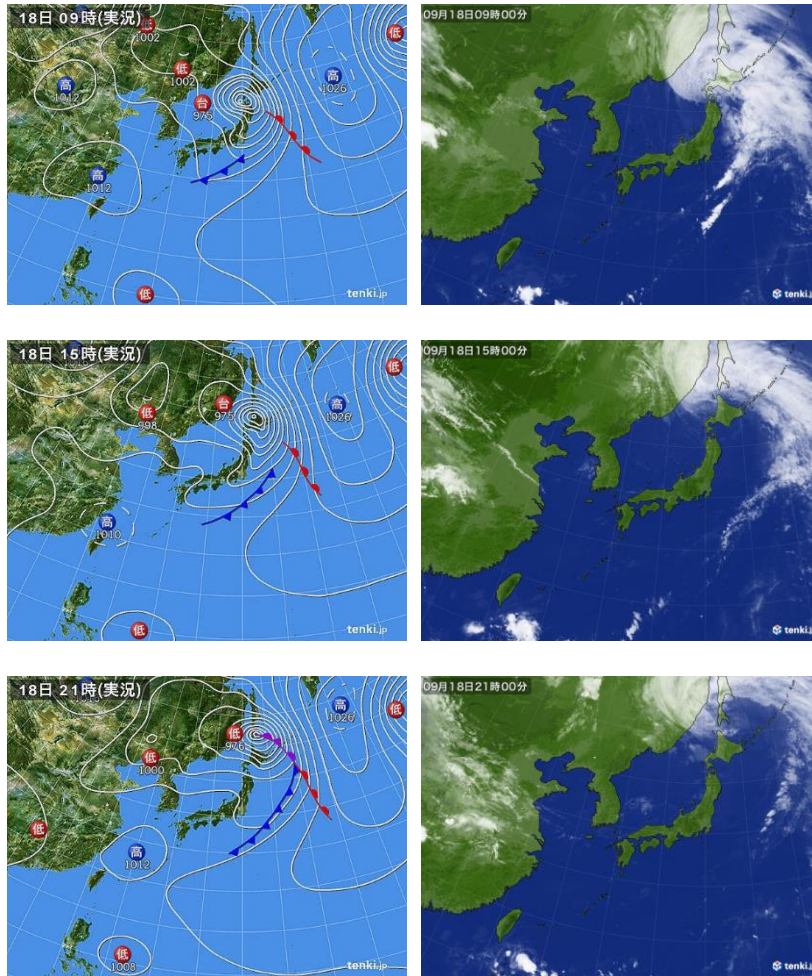 18日 09時(実況)
低
1002
低
1002
高
1012
台
975
高
1026
低
高
1012
低
tenki.jp
09月18日09時00分
tenki.jp
18日 15時(実況)
低
998
台
975
高
1026
低
高
1010
低
tenki.jp
09月18日15時00分
tenki.jp
18日 21時(実況)
低
976
高
1026
低
低
1000
低
高
1012
低
1008
tenki.jp
09月18日21時00分
tenki.jp